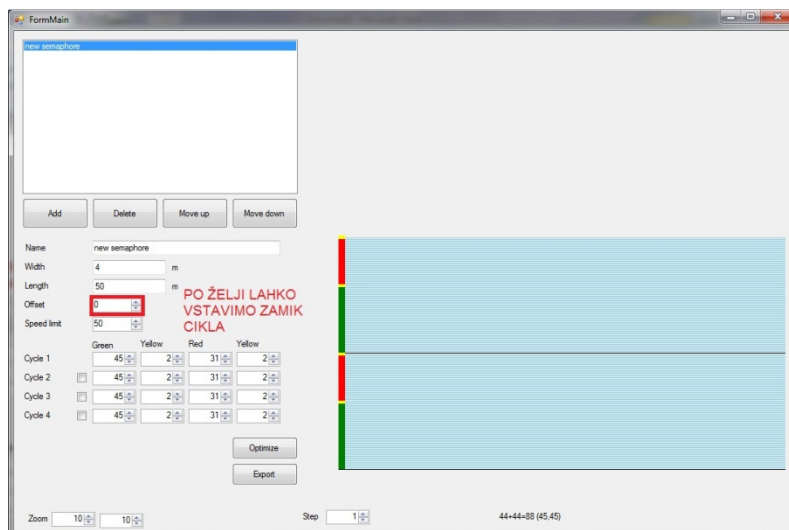 FormMain
new semaphore
Add Delete Move up Move down
Name new semaphore
Width 4 m
Length 50 m
Offset 0
Speed limit 50
PO ŽELJI LAHKO
VSTAVIMO ZAMIK
CIKLA
Green Yellow Red Yellow
Cycle 1 45 2 31 2
Cycle 2 45 2 31 2
Cycle 3 45 2 31 2
Cycle 4 45 2 31 2
Optimize
Export
Zoom 10 10 Step 1 44+44=88 (45,45)